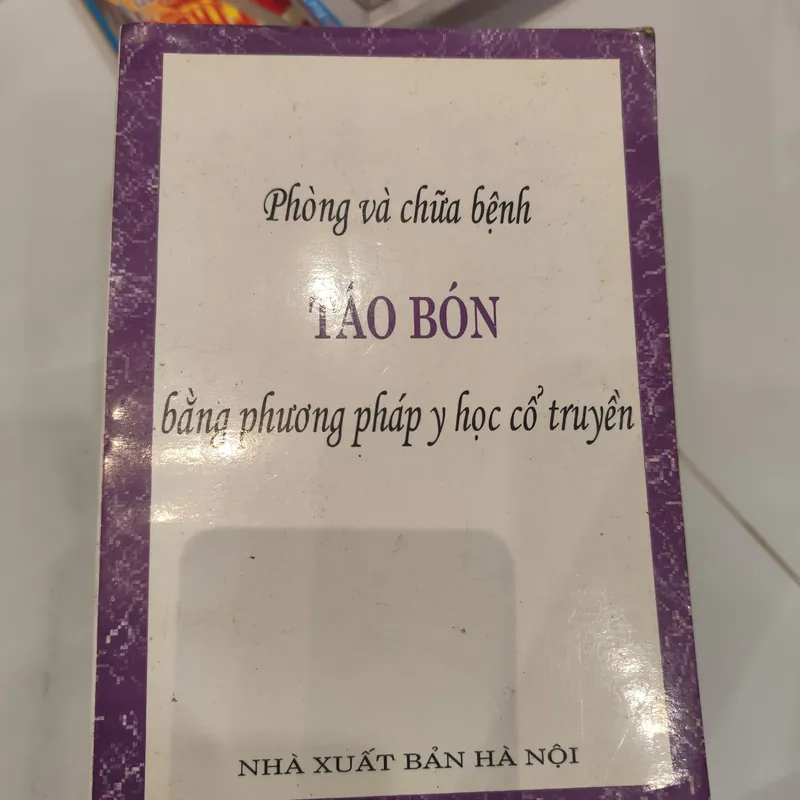 Phòng và chữa bệnh
TÁO BÓN
bằng phương pháp y học cổ truyền
NHÀ XUẤT BẢN HÀ NỘI